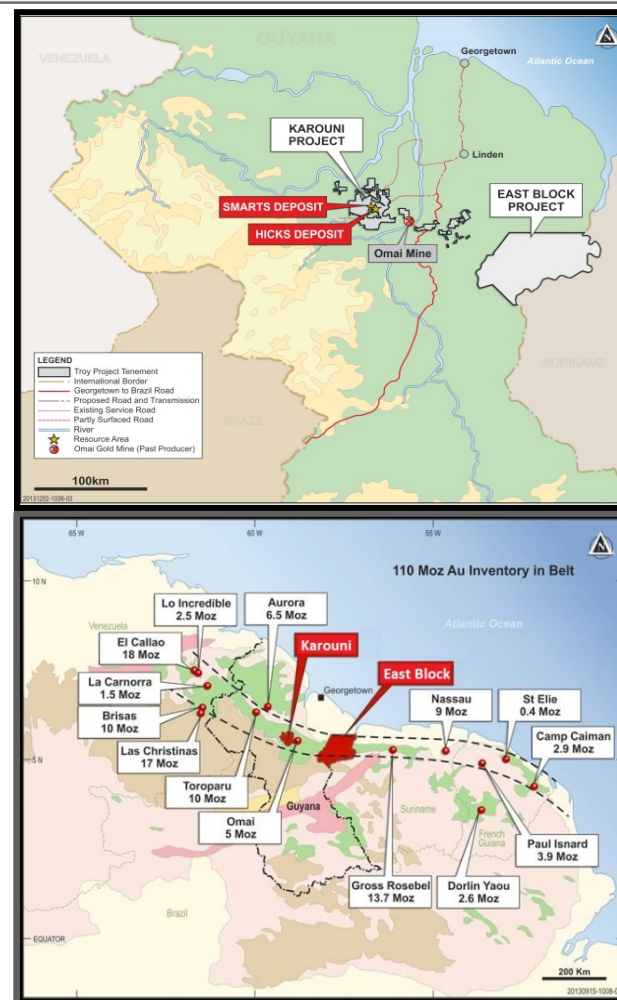 GUYANA
VENEZUELA
Georgetown
Atlantic Ocean
N
KAROUNI
PROJECT
Linden
SMARTS DEPOSIT
HICKS DEPOSIT
EAST BLOCK
PROJECT
Omai Mine
SURINAME
BRAZIL
LEGEND
Troy Project Tenement
International Border
Georgetown to Brazil Road
Proposed Road and Transmission
Existing Service Road
Partly Surfaced Road
River
Resource Area
Omai Gold Mine (Past Producer)
100km
20131202-1036-03
65 W
60 W
55 W
N
110 Moz Au Inventory in Belt
10 N
Lo Incredible
2.5 Moz
Aurora
6.5 Moz
Venezuela
Atlantic Ocean
El Callao
18 Moz
Karouni
Georgetown
East Block
La Carnorra
1.5 Moz
Nassau
9 Moz
St Elie
0.4 Moz
Brisas
10 Moz
Camp Caiman
2.9 Moz
Las Christinas
17 Moz
5 N
Toroparu
10 Moz
Guyana
Suriname
Omai
5 Moz
French
Guiana
Paul Isnard
3.9 Moz
Gross Rosebel
13.7 Moz
Dorlin Yaou
2.6 Moz
Brazil
EQUATOR
200 Km